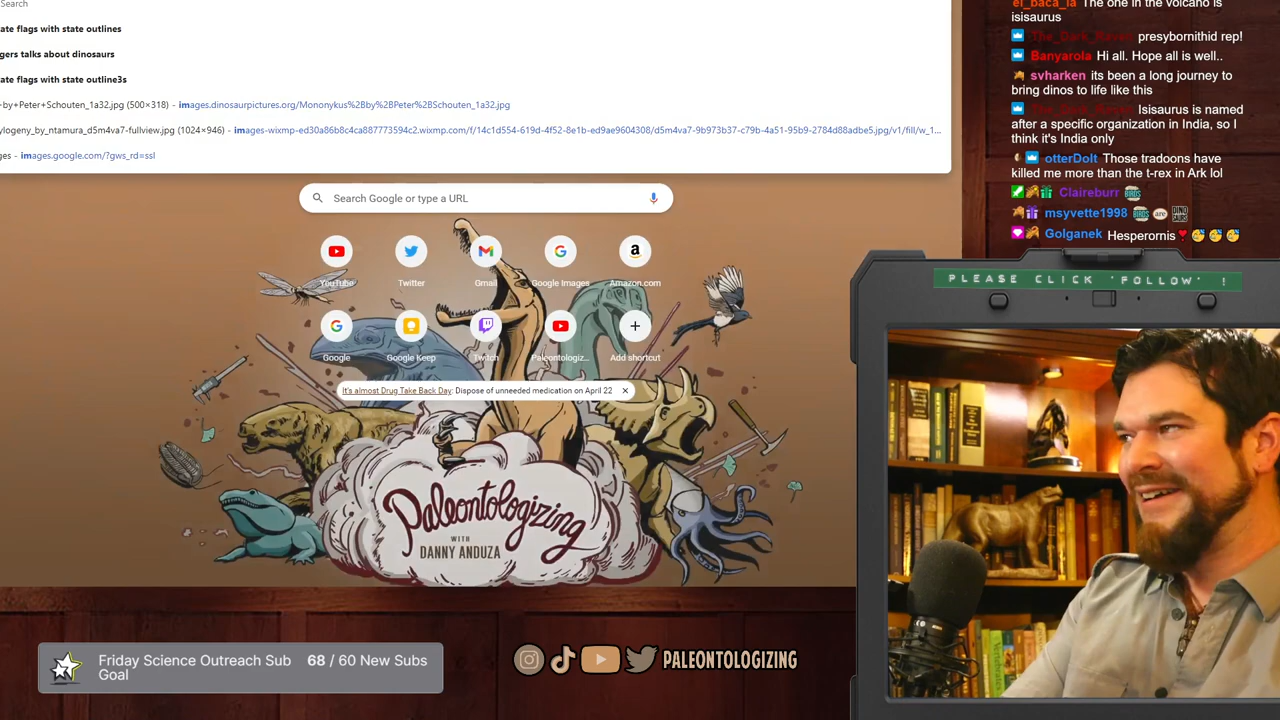 Search
ate flags with state outlines
gers talks about dinosaurs
ate flags with state outline3s
by+Peter+Schouten_1a32.jpg (500×318) - images.dinosaurpictures.org/Mononykus%2Bby%2BPeter%2BSchouten_1a32.jpg
ylogeny_by_ntamura_d5m4va7-fullview.jpg (1024×946) - images-wixmp-ed30a86b8c4ca887773594c2.wixmp.com/f/14c1d554-619d-4f52-8e1b-ed9ae9604308/d5m4va7-9b973b37-c79b-4a51-95b9-2784d88adbe5.jpg/v1/fill/w_1...
ges - images.google.com/?gws_rd=ssl
Search Google or type a URL
YouTube Twitter Gmail Google Images Amazon.com
Google Google Keep Twitch Paleontologiz... Add shortcut
It's almost Drug Take Back Day: Dispose of unneeded medication on April 22
Paleontologizing
WITH
DANNY ANDUZA
el_baca_la The one in the volcano is
isisaurus
The_Dark_Raven presybornithid rep!
Banyarola Hi all. Hope all is well..
svharken its been a long journey to
bring dinos to life like this
The_Dark_Raven Isisaurus is named
after a specific organization in India, so I
think it's India only
otterDolt Those tradoons have
killed me more than the t-rex in Ark lol
Claireburr BIRDS
msyvette1998 BIRDS are DINO
Golganek Hesperornis
PLEASE CLICK 'FOLLOW' !
Friday Science Outreach Sub 68 / 60 New Subs
Goal
PALEONTOLOGIZING